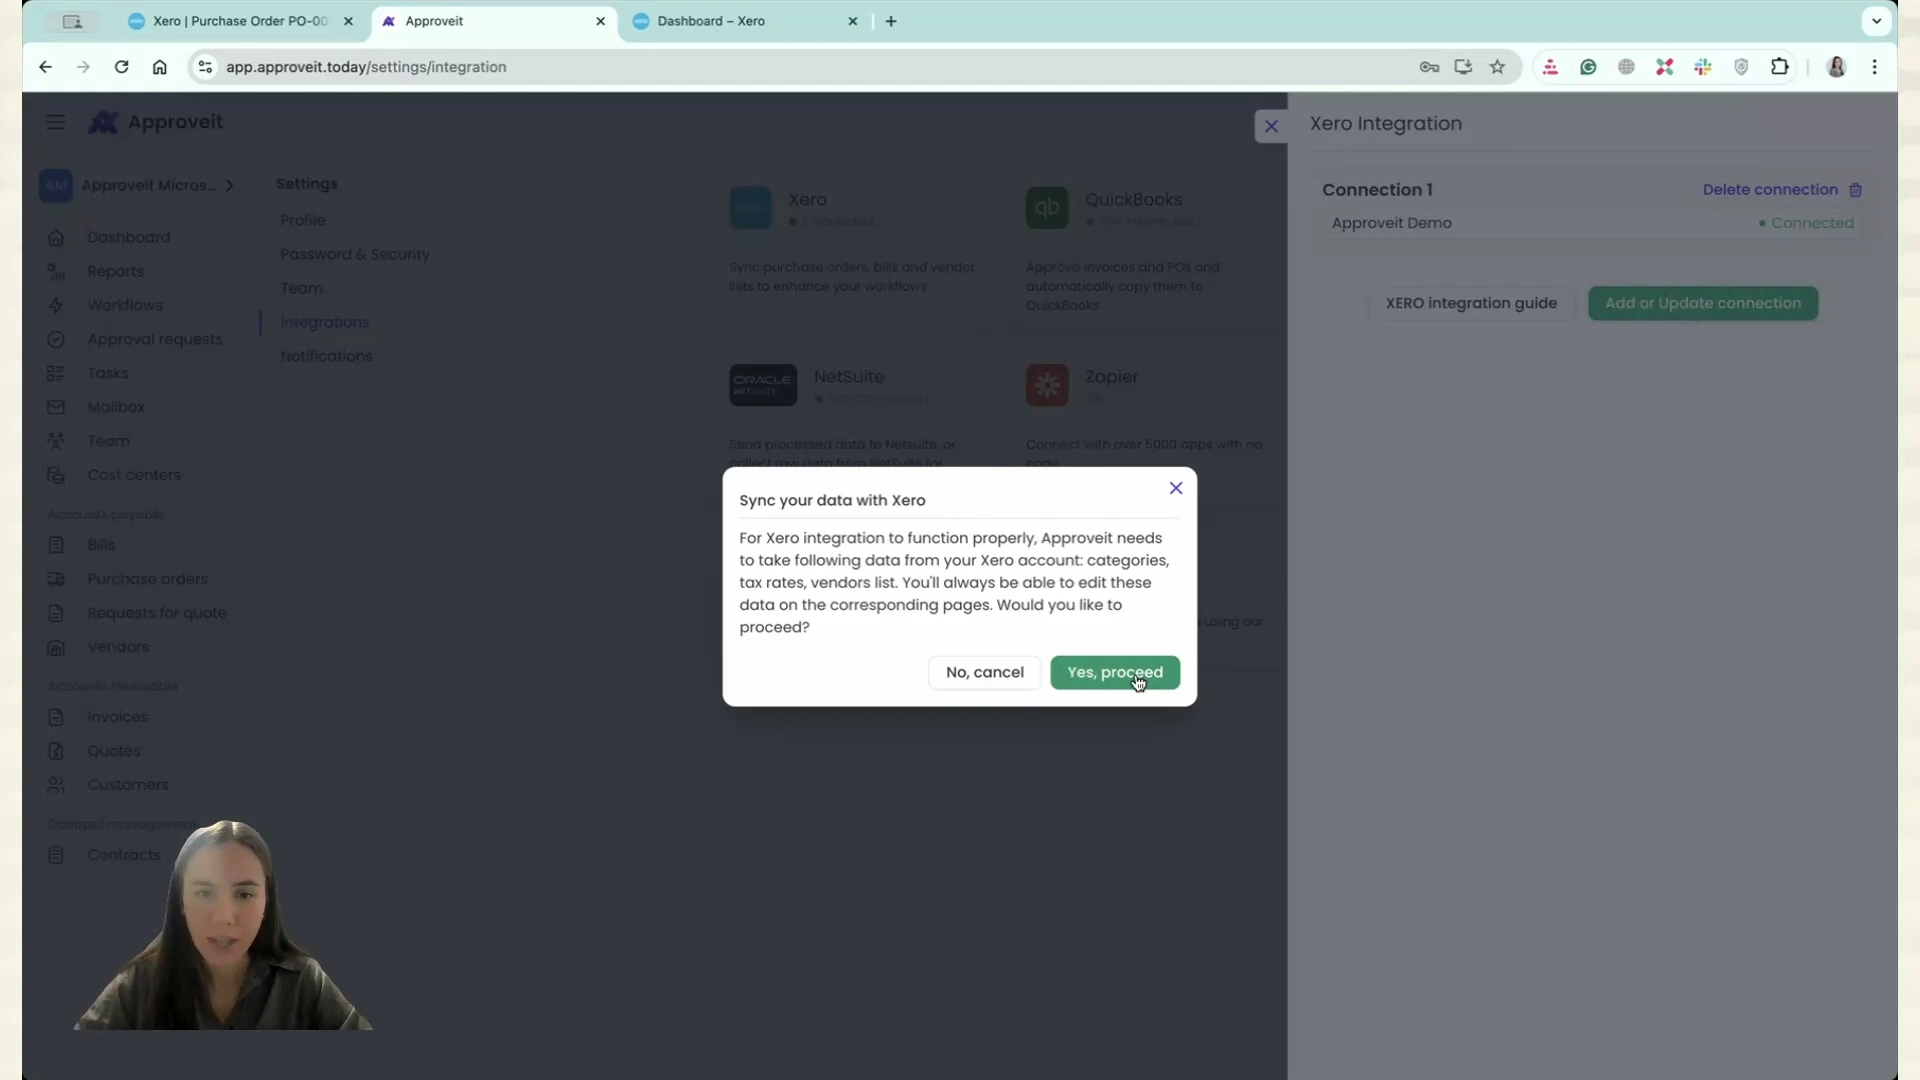 Xero | Purchase Order PO-00
Approveit
Dashboard – Xero
app.approveit.today/settings/integration
Approveit
AM
Approveit Micros...
Dashboard
Reports
Workflows
Approval requests
Tasks
Mailbox
Team
Cost centers
Accounts payable
Bills
Purchase orders
Requests for quote
Vendors
Accounts receivable
Invoices
Quotes
Customers
Contract management
Contracts
Settings
Profile
Password & Security
Team
Integrations
Notifications
Xero
Connected
Sync purchase orders, bills and vendor
lists to enhance your workflows
qb
QuickBooks
Approve invoices and POs and
automatically copy them to
QuickBooks
ORACLE
NETSUITE
NetSuite
Send processed data to Netsuite, or
collect raw data from NetSuite for
Zapier
API
Connect with over 5000 apps with no
code
using our
Sync your data with Xero
For Xero integration to function properly, Approveit needs
to take following data from your Xero account: categories,
tax rates, vendors list. You'll always be able to edit these
data on the corresponding pages. Would you like to
proceed?
No, cancel
Yes, proceed
Xero Integration
Connection 1
Delete connection
Approveit Demo
Connected
XERO integration guide
Add or Update connection